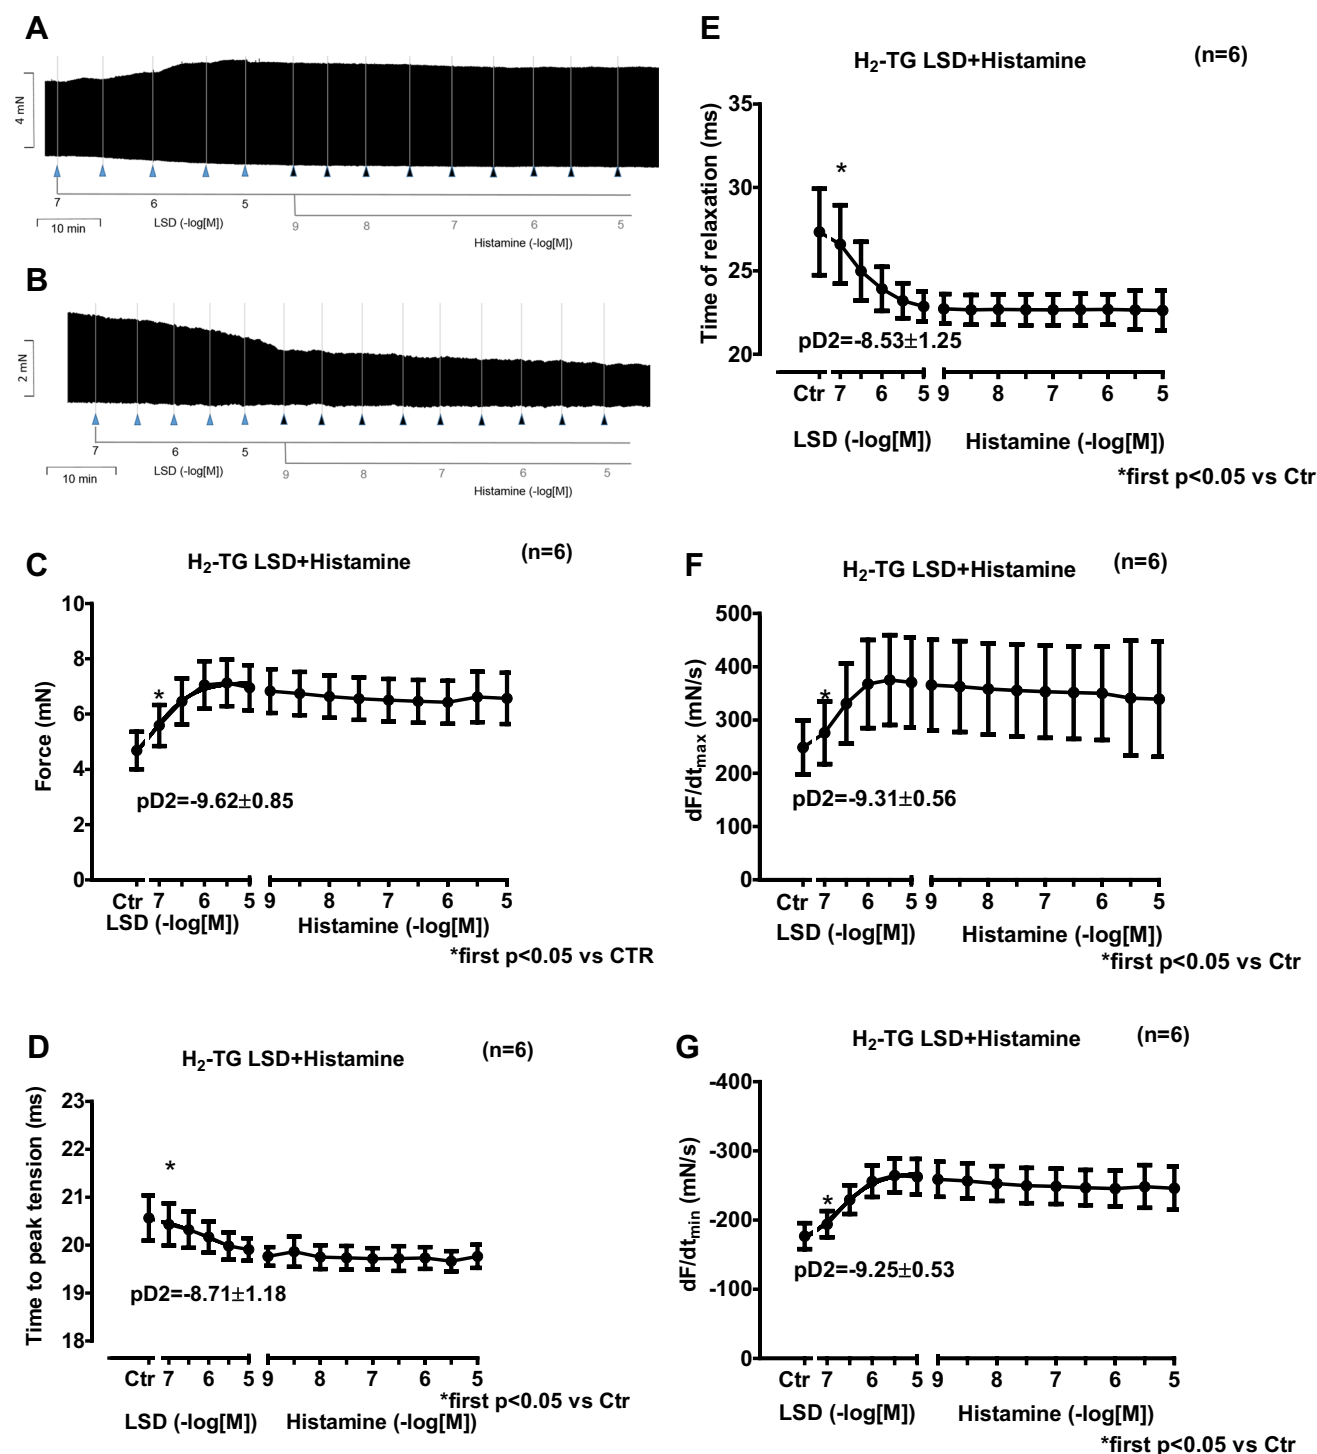 A
4 mN
7
6
5
LSD (-log[M])
10 min
9
8
7
6
5
Histamine (-log[M])
B
2 mN
7
6
5
LSD (-log[M])
10 min
9
8
7
6
5
Histamine (-log[M])
C
H₂-TG LSD+Histamine
(n=6)
Force (mN)
10
8
6
4
2
0
*
pD2=-9.62±0.85
Ctr 7 6 5 9 8 7 6 5
LSD (-log[M])
Histamine (-log[M])
*first p<0.05 vs CTR
D
H₂-TG LSD+Histamine
(n=6)
Time to peak tension (ms)
23
22
21
20
19
18
*
pD2=-8.71±1.18
Ctr 7 6 5 9 8 7 6 5
*first p<0.05 vs Ctr
LSD (-log[M])
Histamine (-log[M])
E
H₂-TG LSD+Histamine
(n=6)
Time of relaxation (ms)
35
30
25
20
*
pD2=-8.53±1.25
Ctr 7 6 5 9 8 7 6 5
LSD (-log[M])
Histamine (-log[M])
*first p<0.05 vs Ctr
F
H₂-TG LSD+Histamine
(n=6)
dF/dtmax (mN/s)
500
400
300
200
100
0
*
pD2=-9.31±0.56
Ctr 7 6 5 9 8 7 6 5
LSD (-log[M])
Histamine (-log[M])
*first p<0.05 vs Ctr
G
H₂-TG LSD+Histamine
(n=6)
dF/dtmin (mN/s)
-400
-300
-200
-100
0
*
pD2=-9.25±0.53
Ctr 7 6 5 9 8 7 6 5
LSD (-log[M])
Histamine (-log[M])
*first p<0.05 vs Ctr